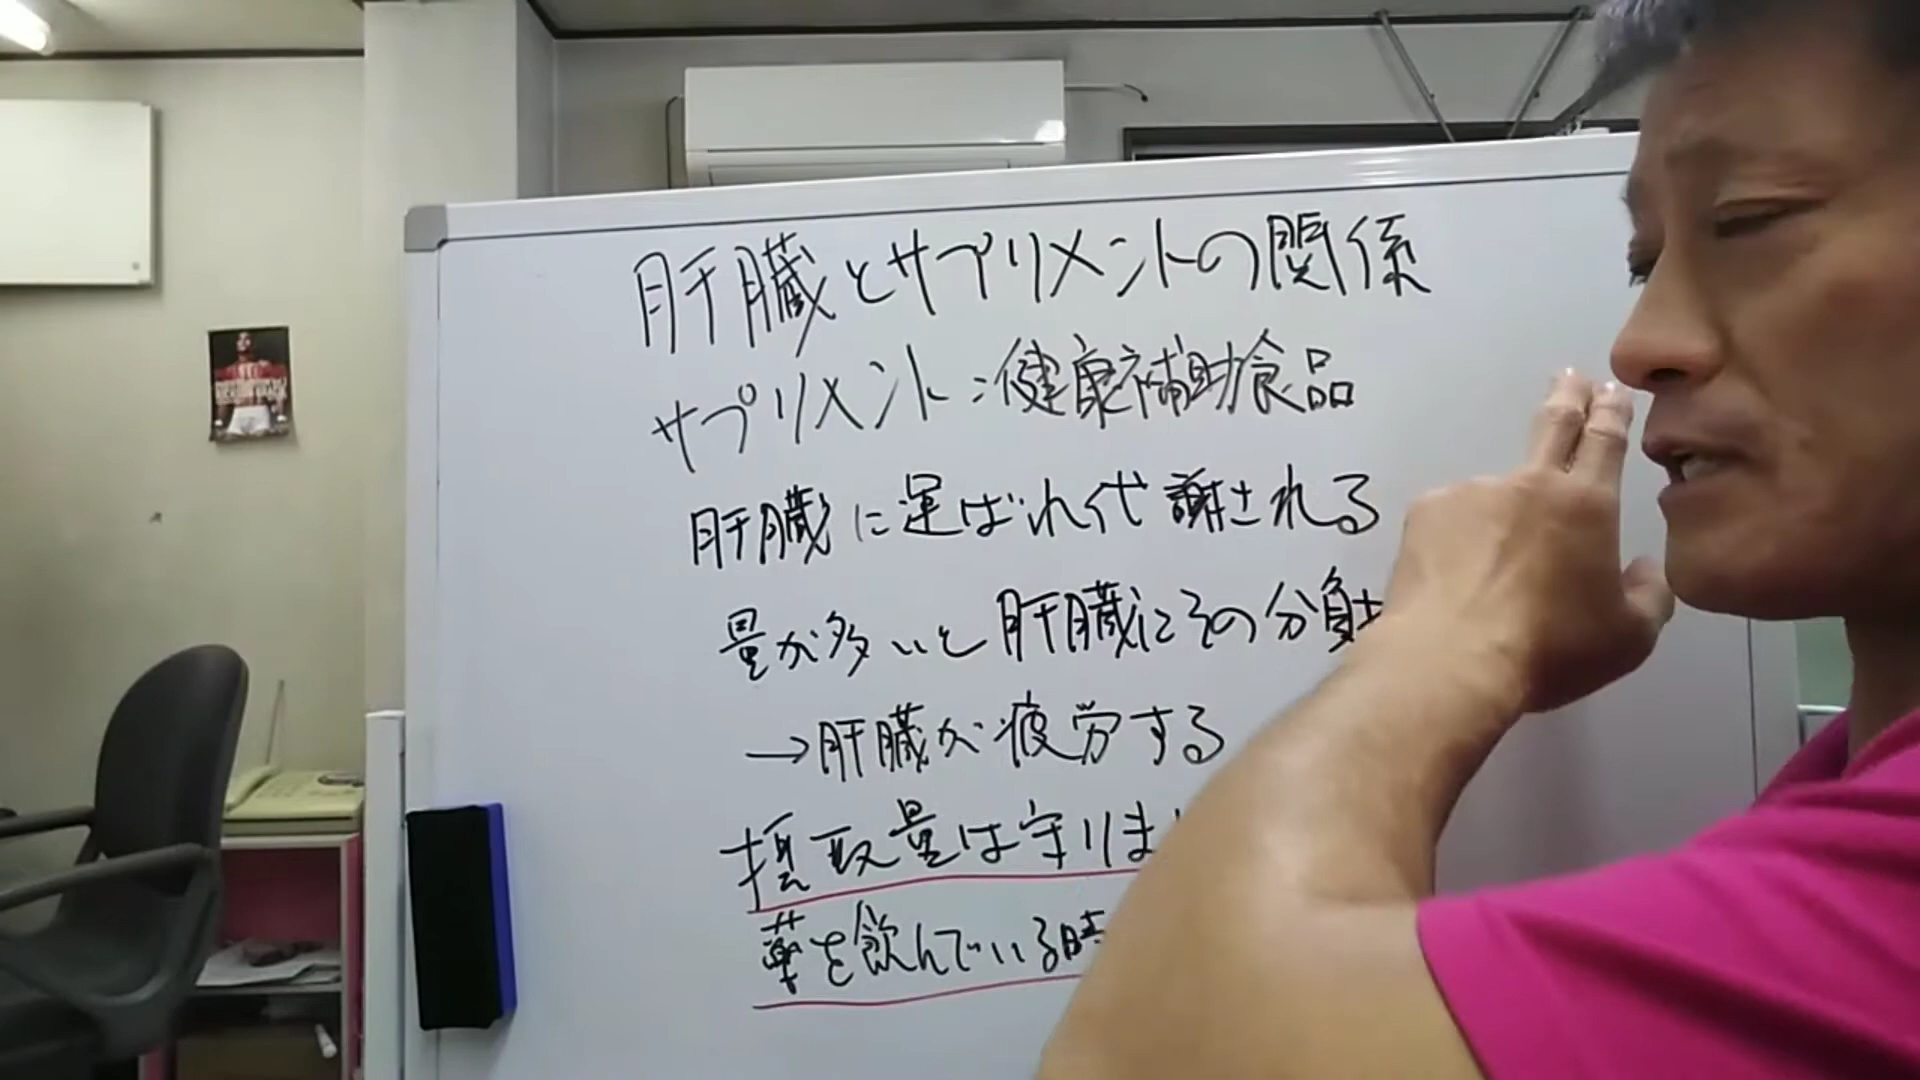 肝臓とサプリメントの関係
サプリメント:健康補助食品
肝臓に運ばれ代謝される
量が多いと肝臓にその分負
→肝臓が疲労する
摂取量は守りま
薬を飲んでいる時